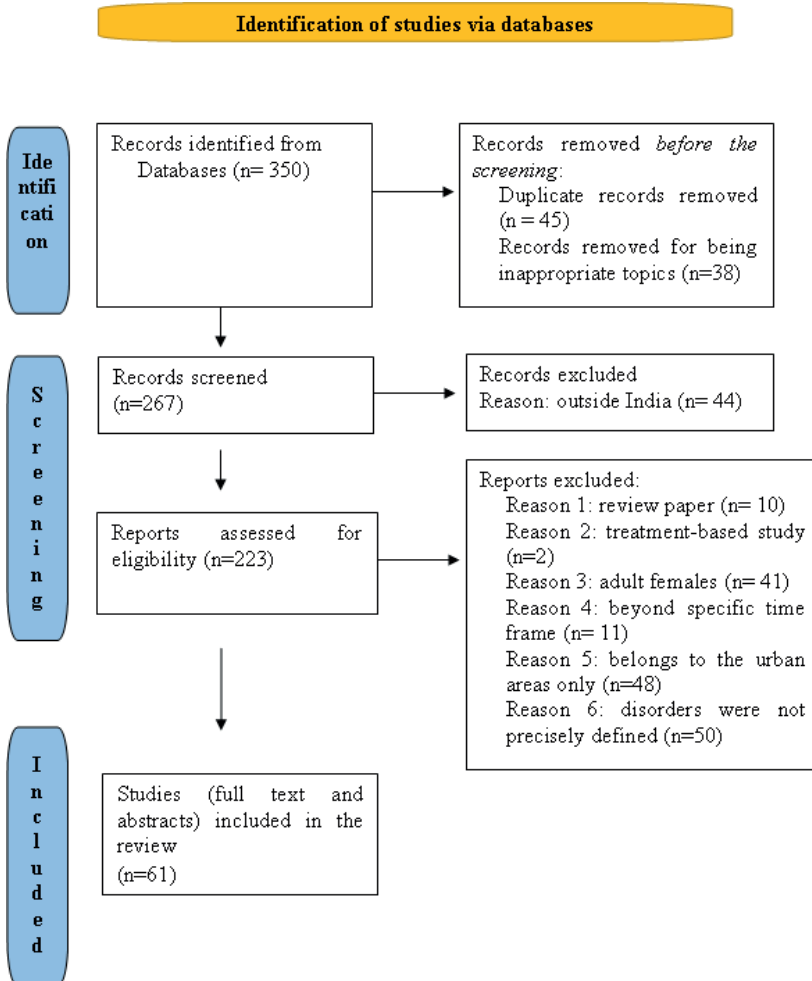 Identification of studies via databases
Ide
ntifi
cati
on
Records identified from
Databases (n= 350)
Records removed before the
screening:
Duplicate records removed
(n = 45)
Records removed for being
inappropriate topics (n=38)
S
c
r
e
e
n
i
n
g
Records screened
(n=267)
Records excluded
Reason: outside India (n= 44)
Reports assessed for
eligibility (n=223)
Reports excluded:
Reason 1: review paper (n= 10)
Reason 2: treatment-based study
(n=2)
Reason 3: adult females (n= 41)
Reason 4: beyond specific time
frame (n= 11)
Reason 5: belongs to the urban
areas only (n=48)
Reason 6: disorders were not
precisely defined (n=50)
I
n
c
l
u
d
e
d
Studies (full text and
abstracts) included in the
review
(n=61)